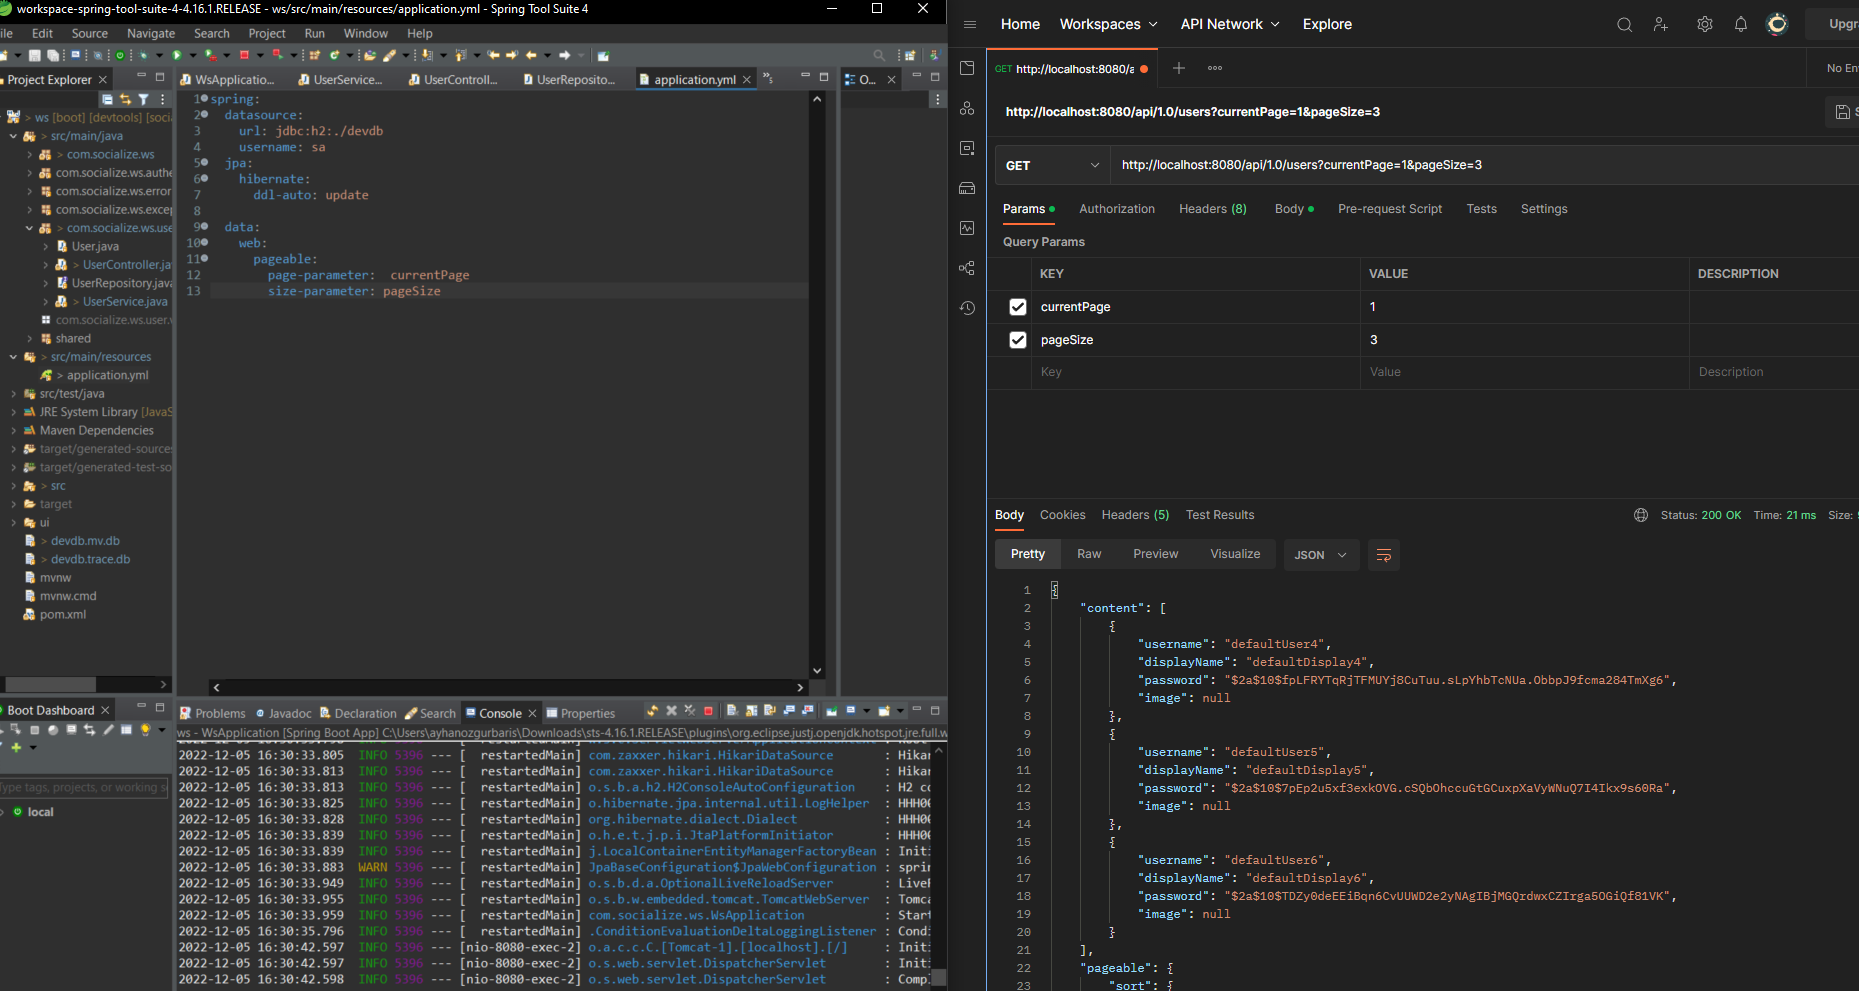 workspace-spring-tool-suite-4-4.16.1.RELEASE - ws/src/main/resources/application.yml - Spring Tool Suite 4
ile Edit Source Navigate Search Project Run Window Help
Project Explorer
> ws [boot] [devtools] [soci
> src/main/java
> com.socialize.ws
com.socialize.ws.authe
com.socialize.ws.error
com.socialize.ws.excep
> com.socialize.ws.use
User.java
> UserController.ja
UserRepository.java
> UserService.java
com.socialize.ws.user.
shared
> src/main/resources
> application.yml
src/test/java
JRE System Library [JavaS
Maven Dependencies
target/generated-source
target/generated-test-so
> src
target
ui
> devdb.mv.db
> devdb.trace.db
mvnw
mvnw.cmd
pom.xml
WsApplicatio... UserService... UserControll... UserReposito... application.yml
O...
1 spring:
2 datasource:
3 url: jdbc:h2:./devdb
4 username: sa
5 jpa:
6 hibernate:
7 ddl-auto: update
8
9 data:
10 web:
11 pageable:
12 page-parameter: currentPage
13 size-parameter: pageSize
Boot Dashboard
Type tags, projects, or working s
local
Problems Javadoc Declaration Search Console Properties
ws - WsApplication [Spring Boot App] C:\Users\ayhanozgurbaris\Downloads\sts-4.16.1.RELEASE\plugins\org.eclipse.justj.openjdk.hotspot.jre.full.w
2022-12-05 16:30:33.805 INFO 5396 --- [ restartedMain] com.zaxxer.hikari.HikariDataSource : Hikar
2022-12-05 16:30:33.813 INFO 5396 --- [ restartedMain] com.zaxxer.hikari.HikariDataSource : Hikar
2022-12-05 16:30:33.813 INFO 5396 --- [ restartedMain] o.s.b.a.h2.H2ConsoleAutoConfiguration : H2 co
2022-12-05 16:30:33.825 INFO 5396 --- [ restartedMain] o.hibernate.jpa.internal.util.LogHelper : HHH00
2022-12-05 16:30:33.828 INFO 5396 --- [ restartedMain] org.hibernate.dialect.Dialect : HHH00
2022-12-05 16:30:33.839 INFO 5396 --- [ restartedMain] o.h.e.t.j.p.i.JtaPlatformInitiator : HHH00
2022-12-05 16:30:33.839 INFO 5396 --- [ restartedMain] j.LocalContainerEntityManagerFactoryBean : Initi
2022-12-05 16:30:33.883 WARN 5396 --- [ restartedMain] JpaBaseConfiguration$JpaWebConfiguration : sprin
2022-12-05 16:30:33.949 INFO 5396 --- [ restartedMain] o.s.b.d.a.OptionalLiveReloadServer : LiveR
2022-12-05 16:30:33.955 INFO 5396 --- [ restartedMain] o.s.b.w.embedded.tomcat.TomcatWebServer : Tomca
2022-12-05 16:30:33.959 INFO 5396 --- [ restartedMain] com.socialize.ws.WsApplication : Start
2022-12-05 16:30:35.796 INFO 5396 --- [ restartedMain] .ConditionEvaluationDeltaLoggingListener : Condi
2022-12-05 16:30:42.597 INFO 5396 --- [nio-8080-exec-2] o.a.c.c.C.[Tomcat-1].[localhost].[/] : Initi
2022-12-05 16:30:42.597 INFO 5396 --- [nio-8080-exec-2] o.s.web.servlet.DispatcherServlet : Initi
2022-12-05 16:30:42.598 INFO 5396 --- [nio-8080-exec-2] o.s.web.servlet.DispatcherServlet : Compl
Home Workspaces API Network Explore Upgr
GET http://localhost:8080/a
No En
http://localhost:8080/api/1.0/users?currentPage=1&pageSize=3
GET http://localhost:8080/api/1.0/users?currentPage=1&pageSize=3
Params Authorization Headers (8) Body Pre-request Script Tests Settings
Query Params
KEY VALUE DESCRIPTION
currentPage 1
pageSize 3
Key Value Description
Body Cookies Headers (5) Test Results Status: 200 OK Time: 21 ms Size:
Pretty Raw Preview Visualize JSON
1 {
2 "content": [
3 {
4 "username": "defaultUser4",
5 "displayName": "defaultDisplay4",
6 "password": "$2a$10$fpLFRYTqRjTFMUYj8CuTuu.sLpYhbTcNUa.ObbpJ9fcma284TmXg6",
7 "image": null
8 },
9 {
10 "username": "defaultUser5",
11 "displayName": "defaultDisplay5",
12 "password": "$2a$10$7pEp2u5xf3exkOVG.cSQbOhccuGtGCuxpXaVyWNuQ7I4Ikx9s60Ra",
13 "image": null
14 },
15 {
16 "username": "defaultUser6",
17 "displayName": "defaultDisplay6",
18 "password": "$2a$10$TDZy0deEEiBqn6CvUUWD2e2yNAgIBjMGQrdwxCZIrga5OGiQf81VK",
19 "image": null
20 }
21 ],
22 "pageable": {
23 "sort": {